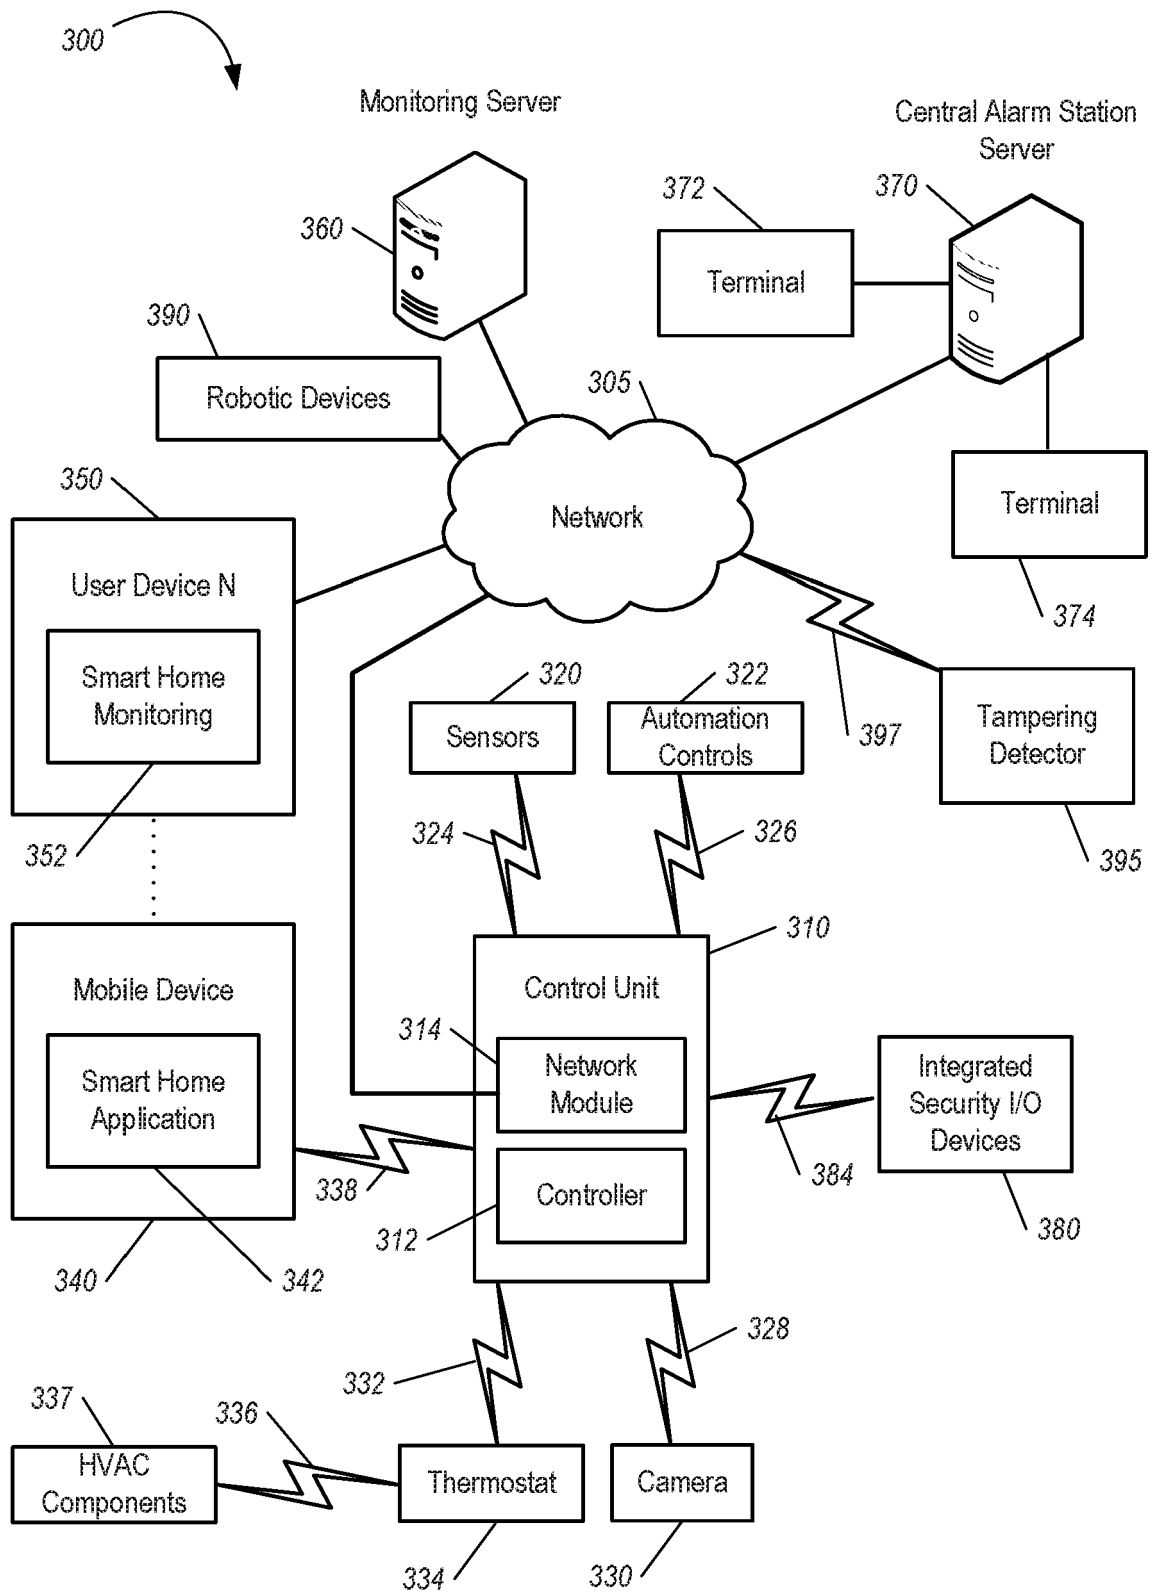 300
Monitoring Server
Central Alarm Station
Server
372
370
360
Terminal
390
Robotic Devices
305
350
Network
Terminal
User Device N
374
Smart Home
Monitoring
320
322
Sensors
Automation
Controls
397
Tampering
Detector
352
324
326
395
310
Mobile Device
Control Unit
314
Smart Home
Application
Network
Module
Integrated
Security I/O
Devices
338
384
Controller
312
380
340
342
328
332
337
336
HVAC
Components
Thermostat
Camera
334
330